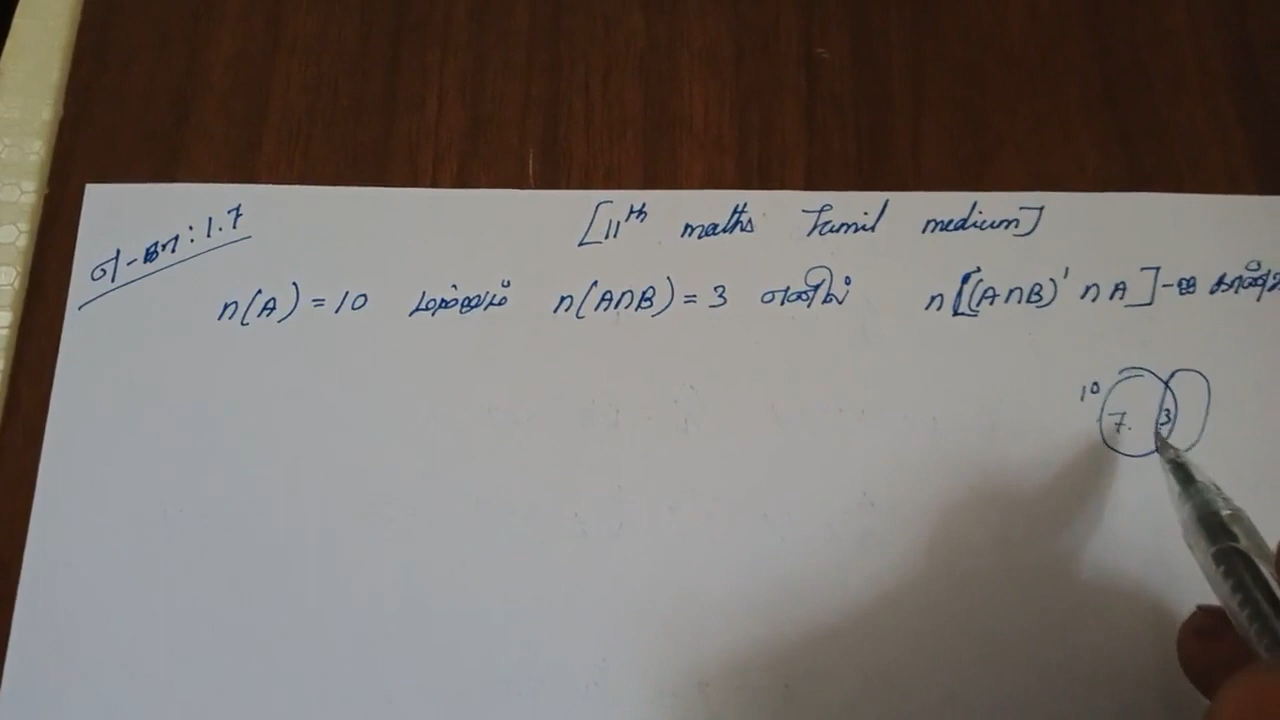 [11th maths Tamil medium]
எ-கா: 1.7
n(A) = 10 மற்றும் n(A∩B) = 3 எனில் n[(A∩B)' ∩ A] -ஐ
10
7. 3